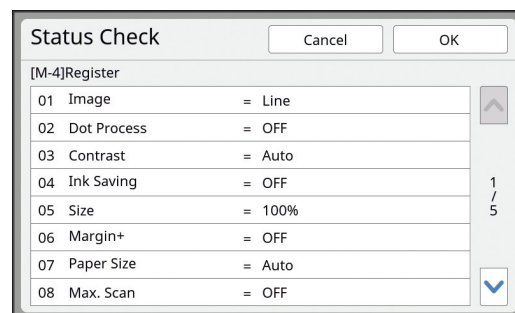 Status Check Cancel OK
[M-4]Register
01 Image = Line
02 Dot Process = OFF
03 Contrast = Auto
04 Ink Saving = OFF
05 Size = 100%
06 Margin+ = OFF
07 Paper Size = Auto
08 Max. Scan = OFF
1
/
5